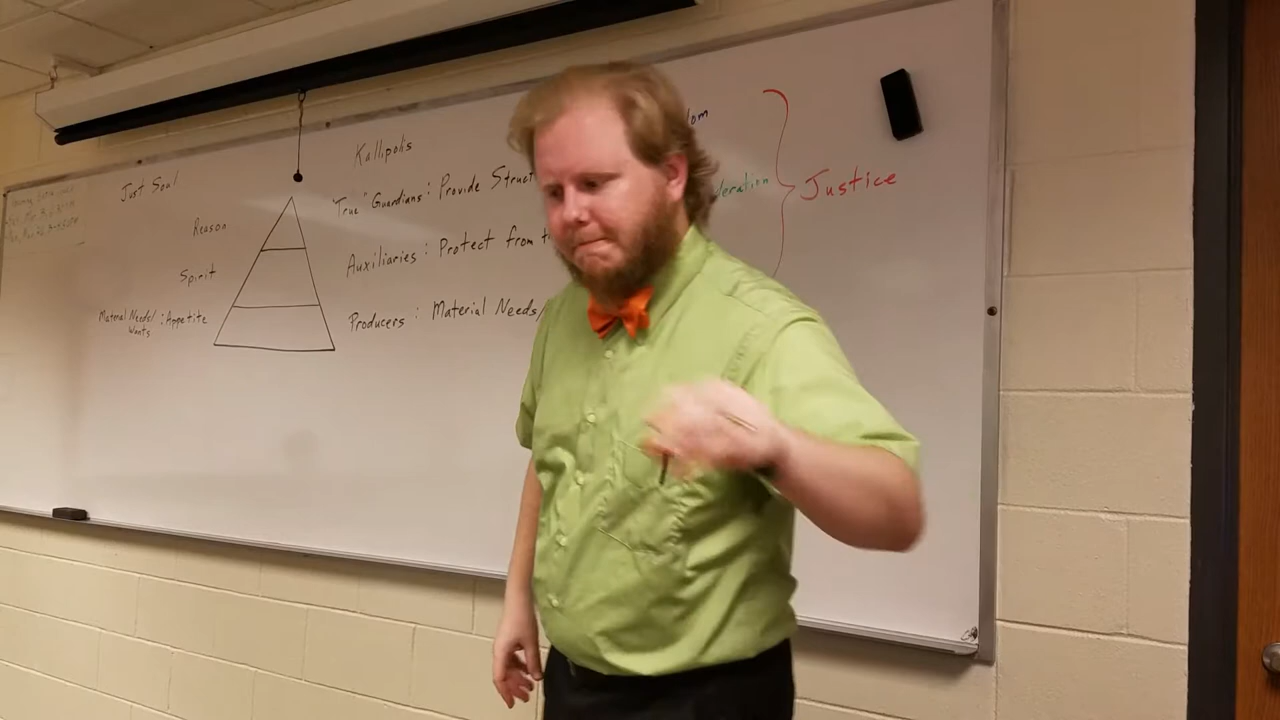 Just Soul
Reason
Spirit
Material Needs/
Wants : Appetite
Kallipolis
"True" Guardians : Provide Struct
Auxiliaries : Protect from t
Producers : Material Needs/
dom
deration
Justice